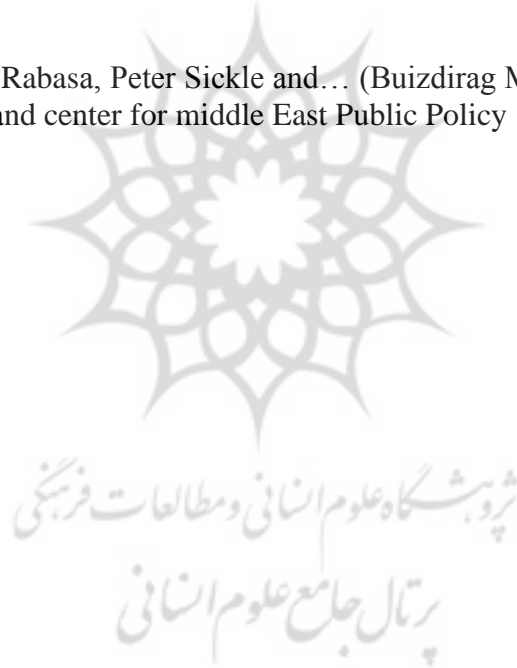 Rabasa, Peter Sickle and… (Buizdirag M
and center for middle East Public Policy
پژوهشگاه علوم انسانی و مطالعات فرهنگی
پرتال جامع علوم انسانی